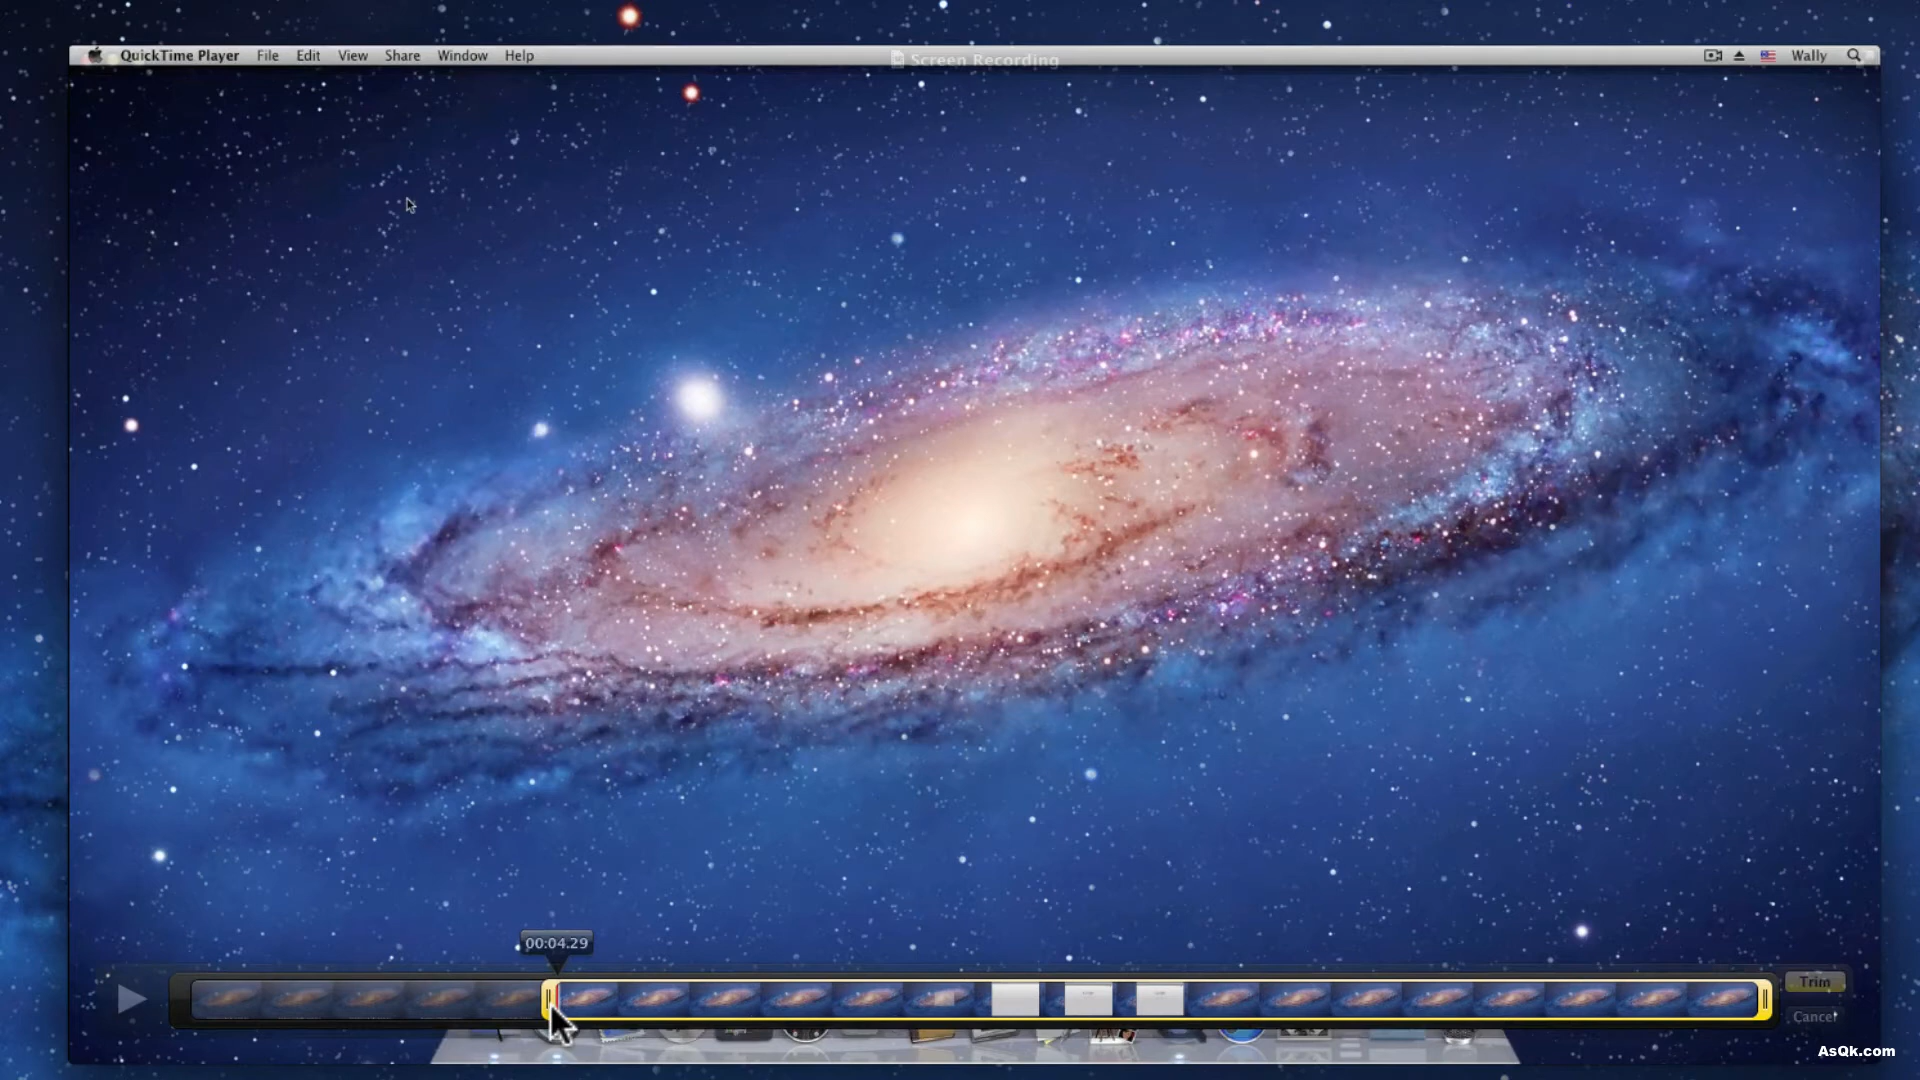 QuickTime Player File Edit View Share Window Help Screen Recording Wally
00:04.29
Trim
Cancel
AsQk.com